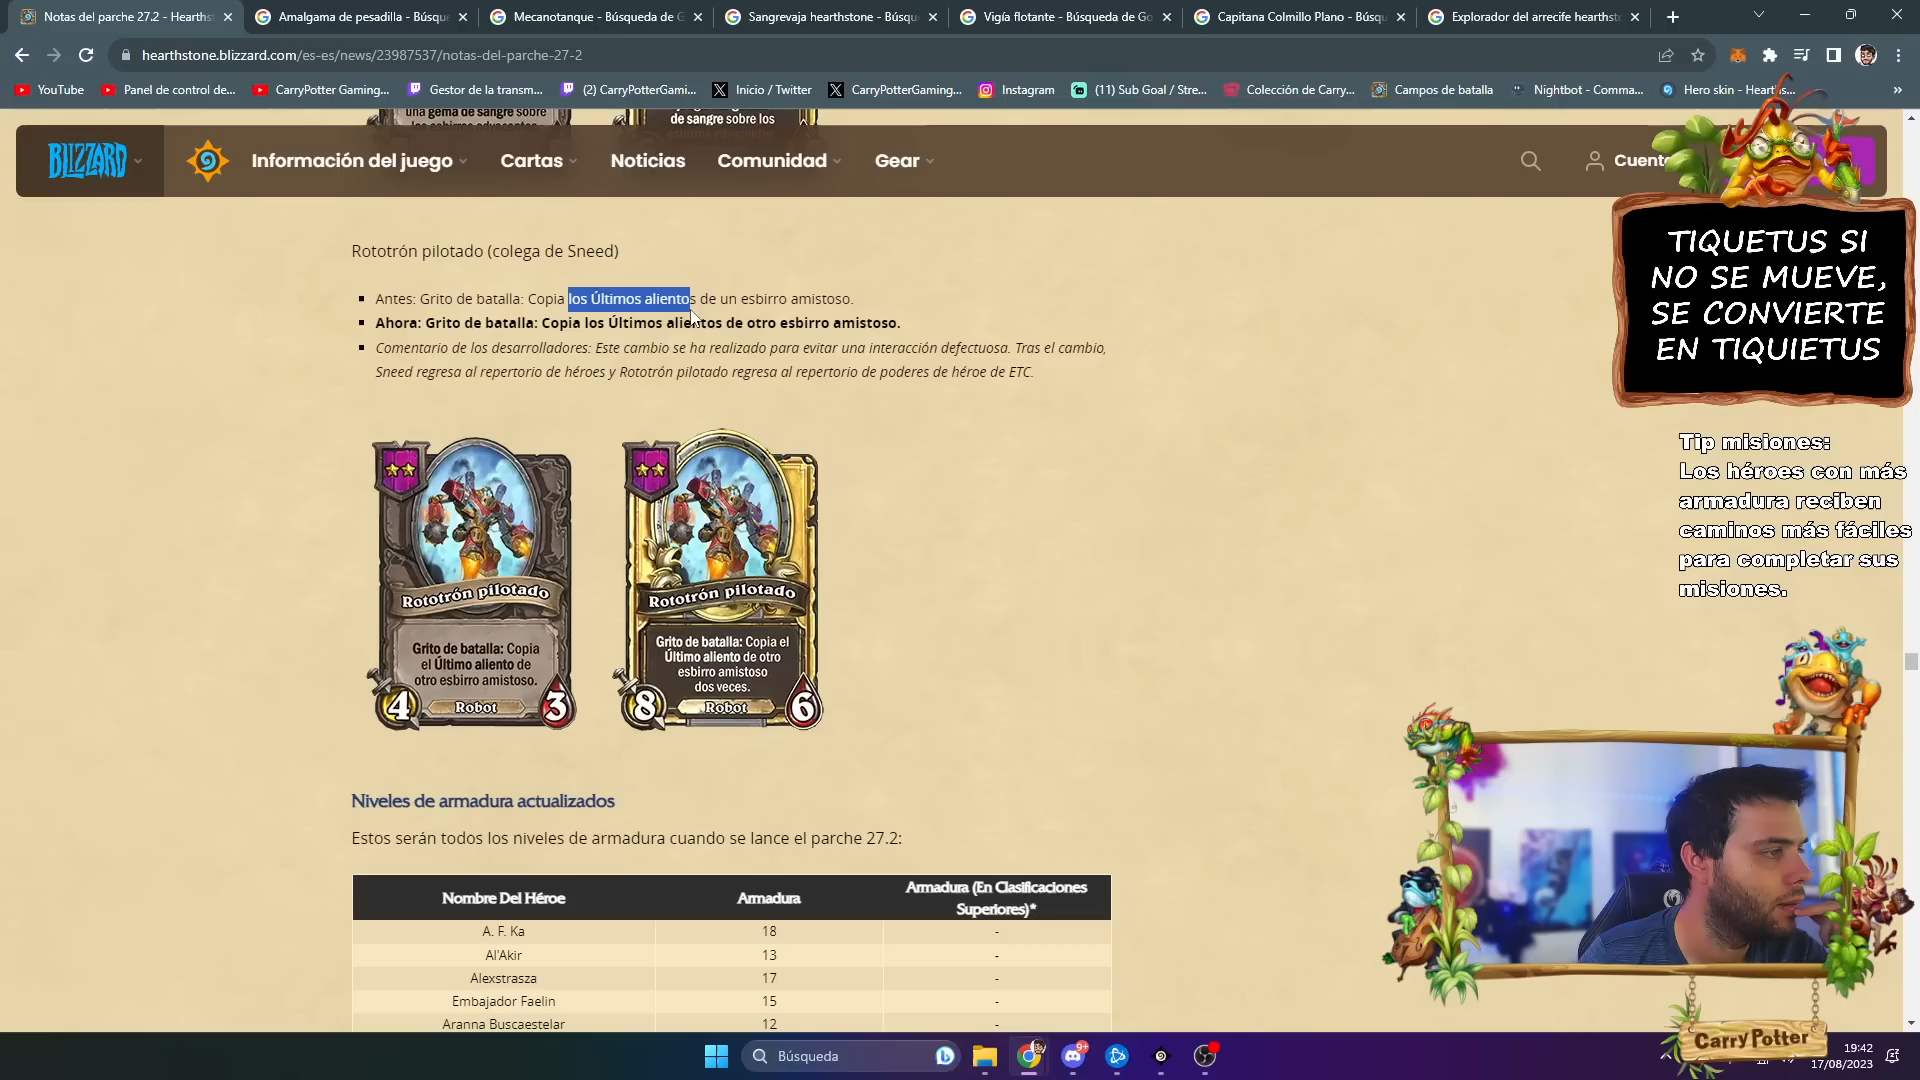 Notas del parche 27.2 - Hearths
Amalgama de pesadilla - Búsqu
Mecanotanque - Búsqueda de G
Sangrevaja hearthstone - Búsqu
Vigía flotante - Búsqueda de Go
Capitana Colmillo Plano - Búsqu
Explorador del arrecife hearthst
hearthstone.blizzard.com/es-es/news/23987537/notas-del-parche-27-2
YouTube
Panel de control de...
CarryPotter Gaming...
Gestor de la transm...
(2) CarryPotterGami...
Inicio / Twitter
CarryPotterGaming...
Instagram
(11) Sub Goal / Stre...
Colección de Carry...
Campos de batalla
Nightbot - Comma...
Hero skin - Hearths...
una gema de sangre sobre
de sangre sobre los
BLIZZARD
Información del juego
Cartas
Noticias
Comunidad
Gear
Cuenta
TIQUETUS SI
NO SE MUEVE,
SE CONVIERTE
EN TIQUIETUS
Rototrón pilotado (colega de Sneed)
Antes: Grito de batalla: Copia los Últimos alientos de un esbirro amistoso.
Ahora: Grito de batalla: Copia los Últimos alientos de otro esbirro amistoso.
Comentario de los desarrolladores: Este cambio se ha realizado para evitar una interacción defectuosa. Tras el cambio,
Sneed regresa al repertorio de héroes y Rototrón pilotado regresa al repertorio de poderes de héroe de ETC.
Tip misiones:
Los héroes con más
armadura reciben
caminos más fáciles
para completar sus
misiones.
Rototrón pilotado
Grito de batalla: Copia
el Último aliento de
otro esbirro amistoso.
4
Robot
3
Rototrón pilotado
Grito de batalla: Copia el
Último aliento de otro
esbirro amistoso
dos veces.
8
Robot
6
Niveles de armadura actualizados
Estos serán todos los niveles de armadura cuando se lance el parche 27.2:
Nombre Del Héroe
Armadura
Armadura (En Clasificaciones
Superiores)*
A. F. Ka
18
-
Al'Akir
13
-
Alexstrasza
17
-
Embajador Faelin
15
-
Aranna Buscaestelar
12
-
CarryPotter
Búsqueda
9+
19:42
17/08/2023